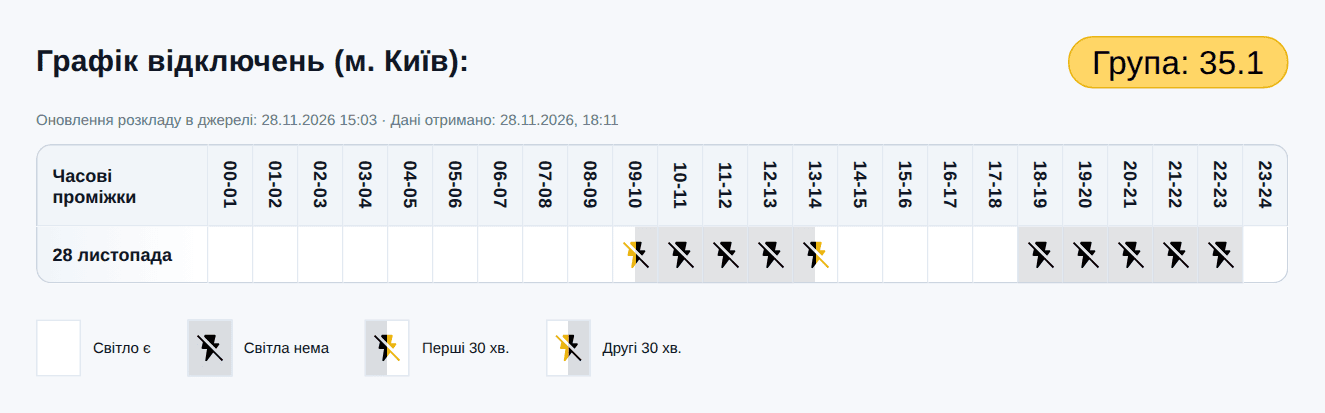 Графік відключень (м. Київ):
Група: 35.1
Оновлення розкладу в джерелі: 28.11.2026 15:03 · Дані отримано: 28.11.2026, 18:11
Часові
проміжки
00-01
01-02
02-03
03-04
04-05
05-06
06-07
07-08
08-09
09-10
10-11
11-12
12-13
13-14
14-15
15-16
16-17
17-18
18-19
19-20
20-21
21-22
22-23
23-24
28 листопада
Світло є
Світла нема
Перші 30 хв.
Другі 30 хв.